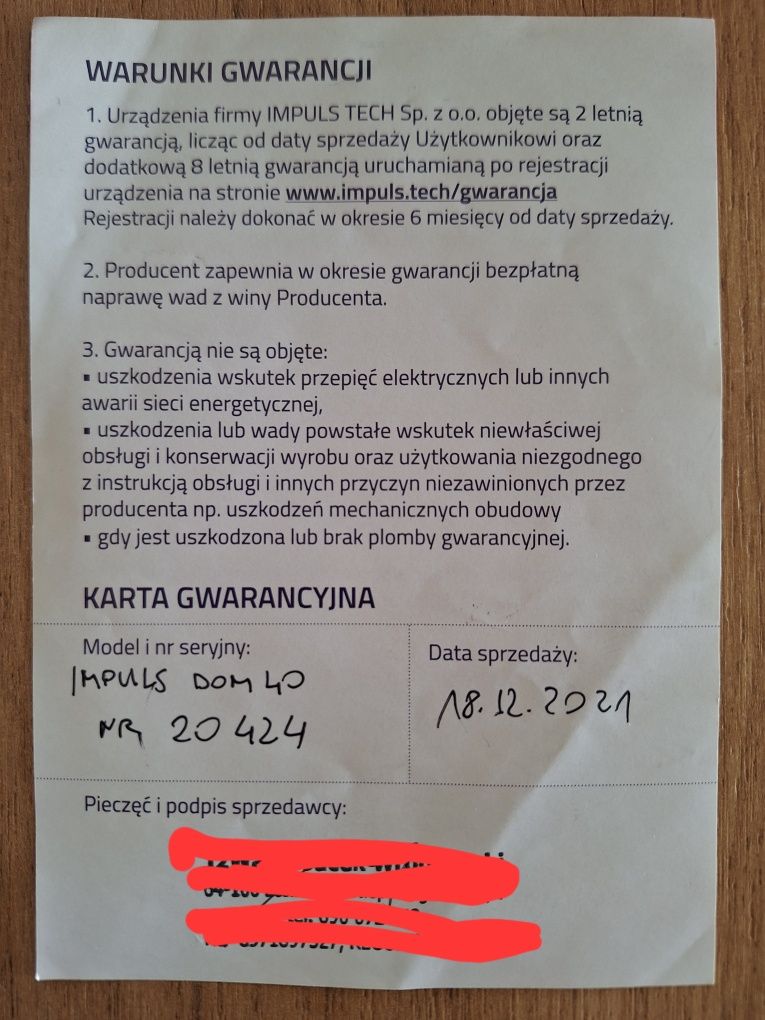 WARUNKI GWARANCJI
1. Urządzenia firmy IMPULS TECH Sp. z o.o. objęte są 2 letnią
gwarancją, licząc od daty sprzedaży Użytkownikowi oraz
dodatkową 8 letnią gwarancją uruchamianą po rejestracji
urządzenia na stronie www.impuls.tech/gwarancja
Rejestracji należy dokonać w okresie 6 miesięcy od daty sprzedaży.
2. Producent zapewnia w okresie gwarancji bezpłatną
naprawę wad z winy Producenta.
3. Gwarancją nie są objęte:
▪ uszkodzenia wskutek przepięć elektrycznych lub innych
awarii sieci energetycznej,
▪ uszkodzenia lub wady powstałe wskutek niewłaściwej
obsługi i konserwacji wyrobu oraz użytkowania niezgodnego
z instrukcją obsługi i innych przyczyn niezawinionych przez
producenta np. uszkodzeń mechanicznych obudowy
▪ gdy jest uszkodzona lub brak plomby gwarancyjnej.
KARTA GWARANCYJNA
Model i nr seryjny:
IMPULS DOM 40
NR 20424
Data sprzedaży:
18.12.2021
Pieczęć i podpis sprzedawcy: